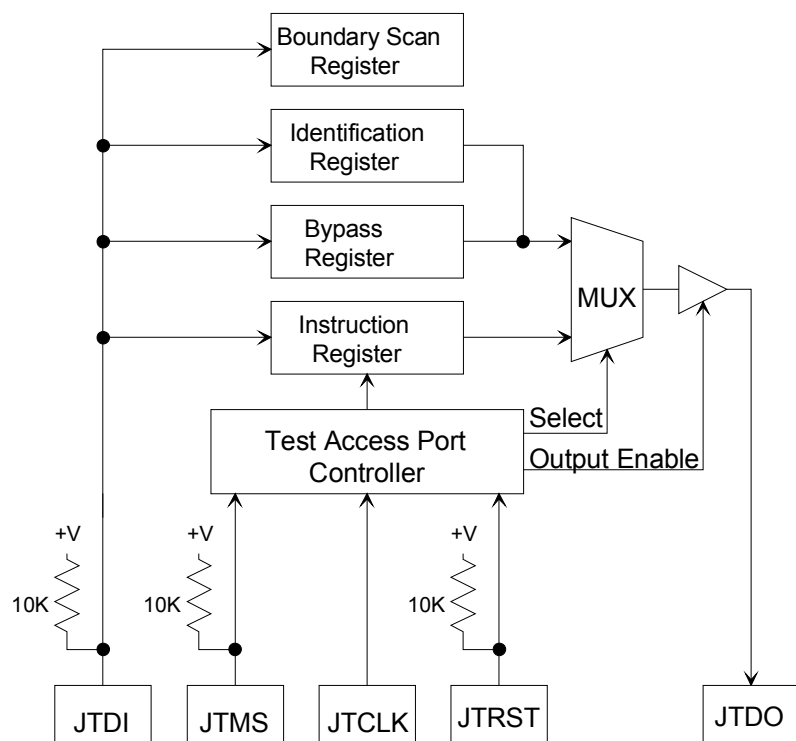 Boundary Scan
Register
Identification
Register
Bypass
Register
MUX
Instruction
Register
Select
Test Access Port
Controller
Output Enable
+V
+V
+V
10K
10K
10K
JTDI
JTMS
JTCLK
JTRST
JTDO